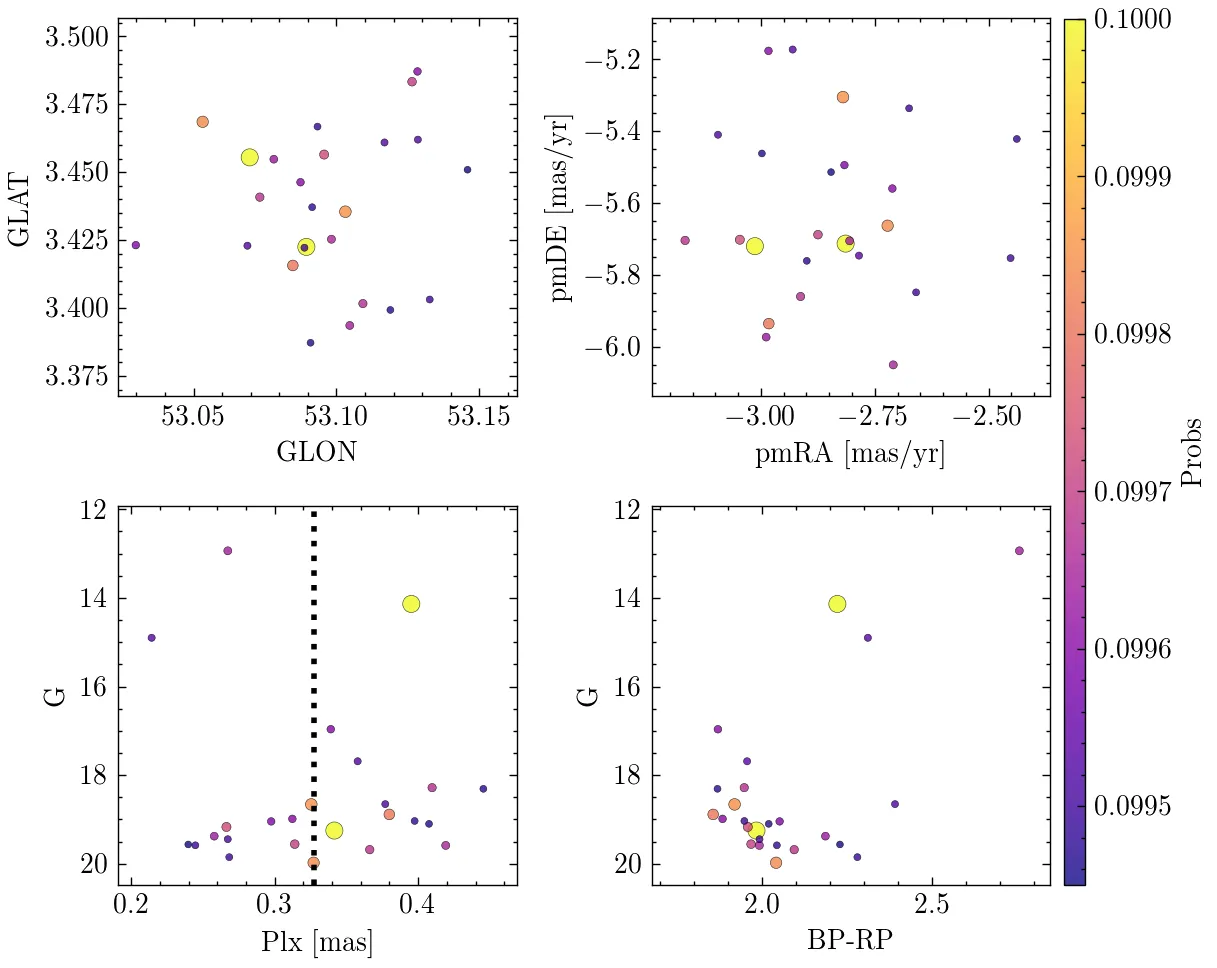 3.500
3.475
3.450
3.425
3.400
3.375
GLAT
53.05 53.10 53.15
GLON
−5.2
−5.4
−5.6
−5.8
−6.0
pmDE [mas/yr]
−3.00 −2.75 −2.50
pmRA [mas/yr]
12
14
16
18
20
G
0.2 0.3 0.4
Plx [mas]
12
14
16
18
20
G
2.0 2.5
BP-RP
0.1000
0.0999
0.0998
0.0997
0.0996
0.0995
Probs